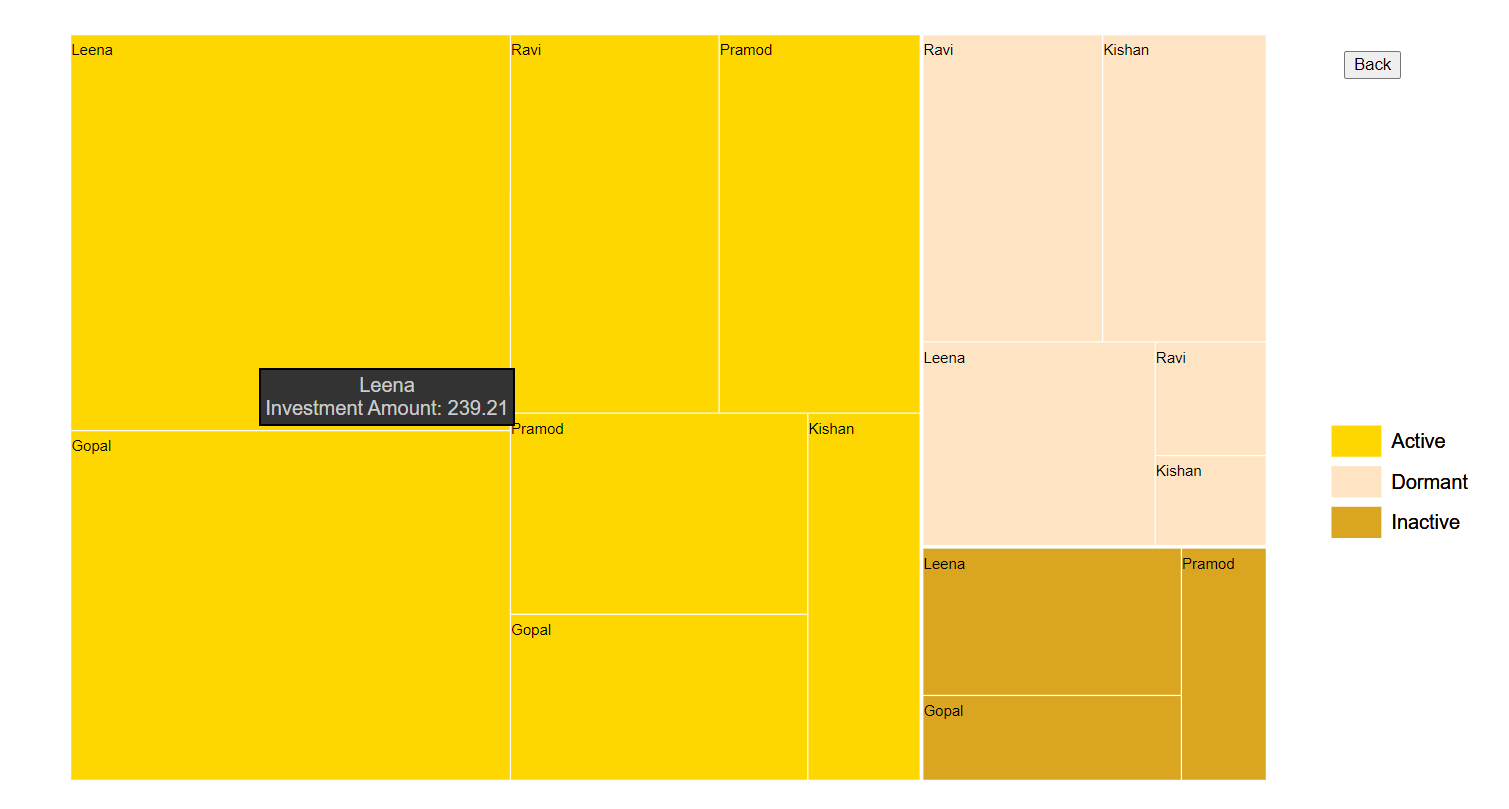 Leena
Ravi
Pramod
Ravi
Kishan
Back
Leena
Ravi
Leena
Investment Amount: 239.21
Pramod
Kishan
Gopal
Active
Kishan
Dormant
Inactive
Leena
Pramod
Gopal
Gopal